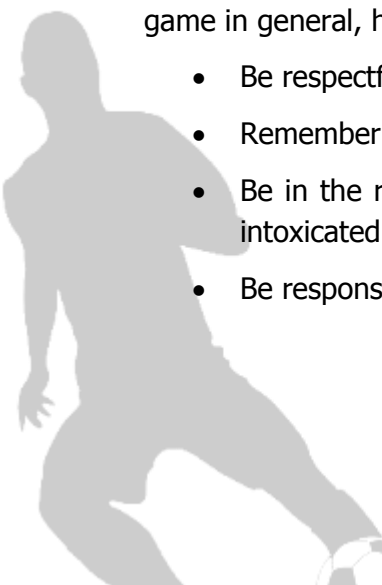 game in general, h
• Be respectf
• Remember
• Be in the r
intoxicated
• Be respons